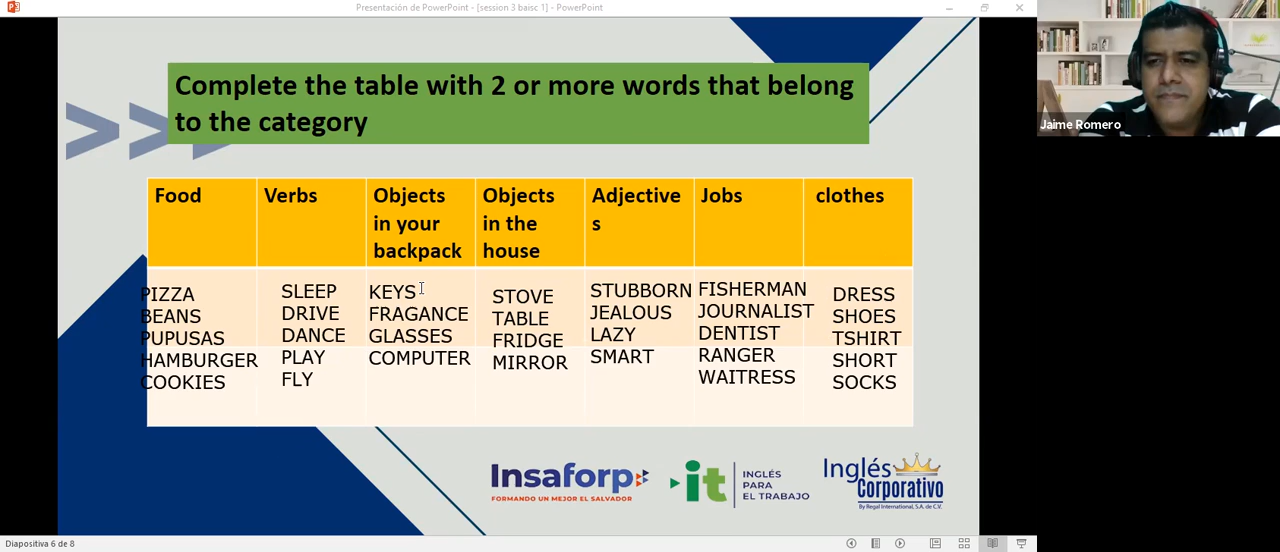 Presentación de PowerPoint - [session 3 baisc 1] - PowerPoint
Jaime Romero
Complete the table with 2 or more words that belong
to the category
Food
Verbs
Objects
in your
backpack
Objects
in the
house
Adjective
s
Jobs
clothes
PIZZA
BEANS
PUPUSAS
HAMBURGER
COOKIES
SLEEP
DRIVE
DANCE
PLAY
FLY
KEYS
FRAGANCE
GLASSES
COMPUTER
STOVE
TABLE
FRIDGE
MIRROR
STUBBORN
JEALOUS
LAZY
SMART
FISHERMAN
JOURNALIST
DENTIST
RANGER
WAITRESS
DRESS
SHOES
TSHIRT
SHORT
SOCKS
Insaforp
FORMANDO UN MEJOR EL SALVADOR
it
INGLÉS
PARA
EL TRABAJO
Inglés
Corporativo
By Regal International, S.A. de C.V.
Diapositiva 6 de 8